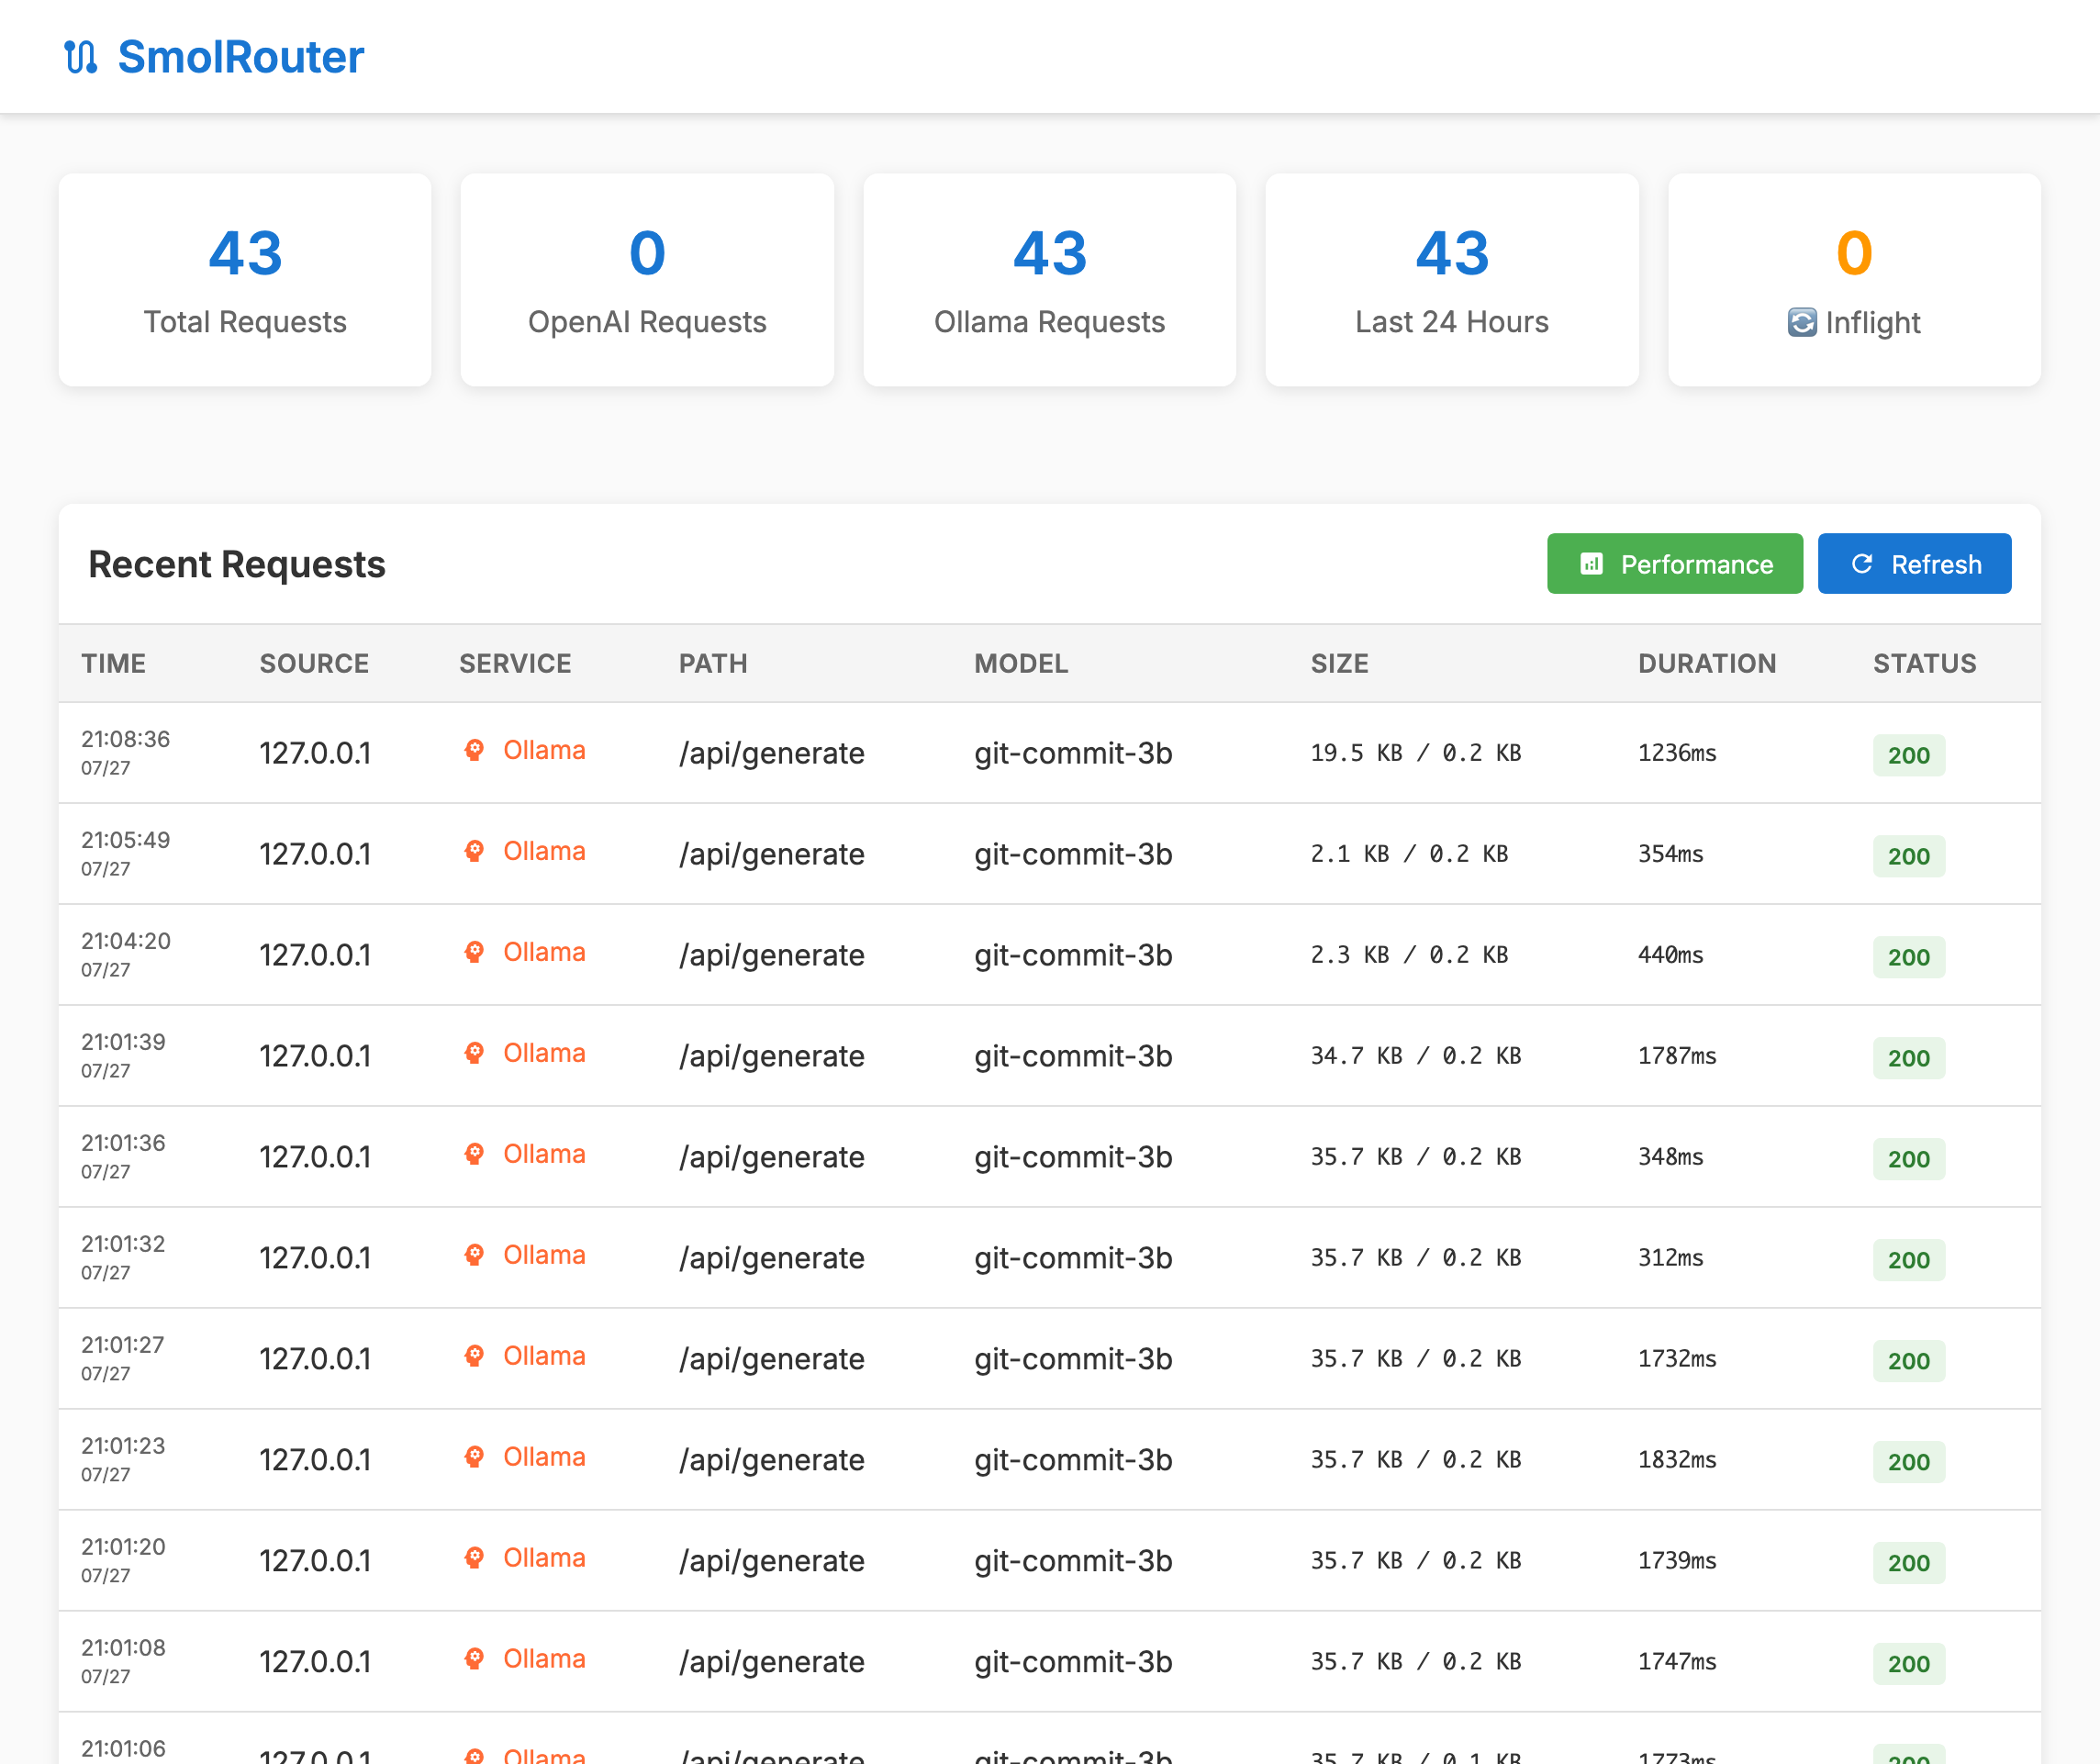 SmolRouter
43
Total Requests
0
OpenAI Requests
43
Ollama Requests
43
Last 24 Hours
0
Inflight
Recent Requests
Performance
Refresh
TIME SOURCE SERVICE PATH MODEL SIZE DURATION STATUS
21:08:36
07/27
127.0.0.1 Ollama /api/generate git-commit-3b 19.5 KB / 0.2 KB 1236ms 200
21:05:49
07/27
127.0.0.1 Ollama /api/generate git-commit-3b 2.1 KB / 0.2 KB 354ms 200
21:04:20
07/27
127.0.0.1 Ollama /api/generate git-commit-3b 2.3 KB / 0.2 KB 440ms 200
21:01:39
07/27
127.0.0.1 Ollama /api/generate git-commit-3b 34.7 KB / 0.2 KB 1787ms 200
21:01:36
07/27
127.0.0.1 Ollama /api/generate git-commit-3b 35.7 KB / 0.2 KB 348ms 200
21:01:32
07/27
127.0.0.1 Ollama /api/generate git-commit-3b 35.7 KB / 0.2 KB 312ms 200
21:01:27
07/27
127.0.0.1 Ollama /api/generate git-commit-3b 35.7 KB / 0.2 KB 1732ms 200
21:01:23
07/27
127.0.0.1 Ollama /api/generate git-commit-3b 35.7 KB / 0.2 KB 1832ms 200
21:01:20
07/27
127.0.0.1 Ollama /api/generate git-commit-3b 35.7 KB / 0.2 KB 1739ms 200
21:01:08
07/27
127.0.0.1 Ollama /api/generate git-commit-3b 35.7 KB / 0.2 KB 1747ms 200
21:01:06
127.0.0.1 Ollama /api/generate git-commit-3b 35.7 KB / 0.1 KB 1773ms 200